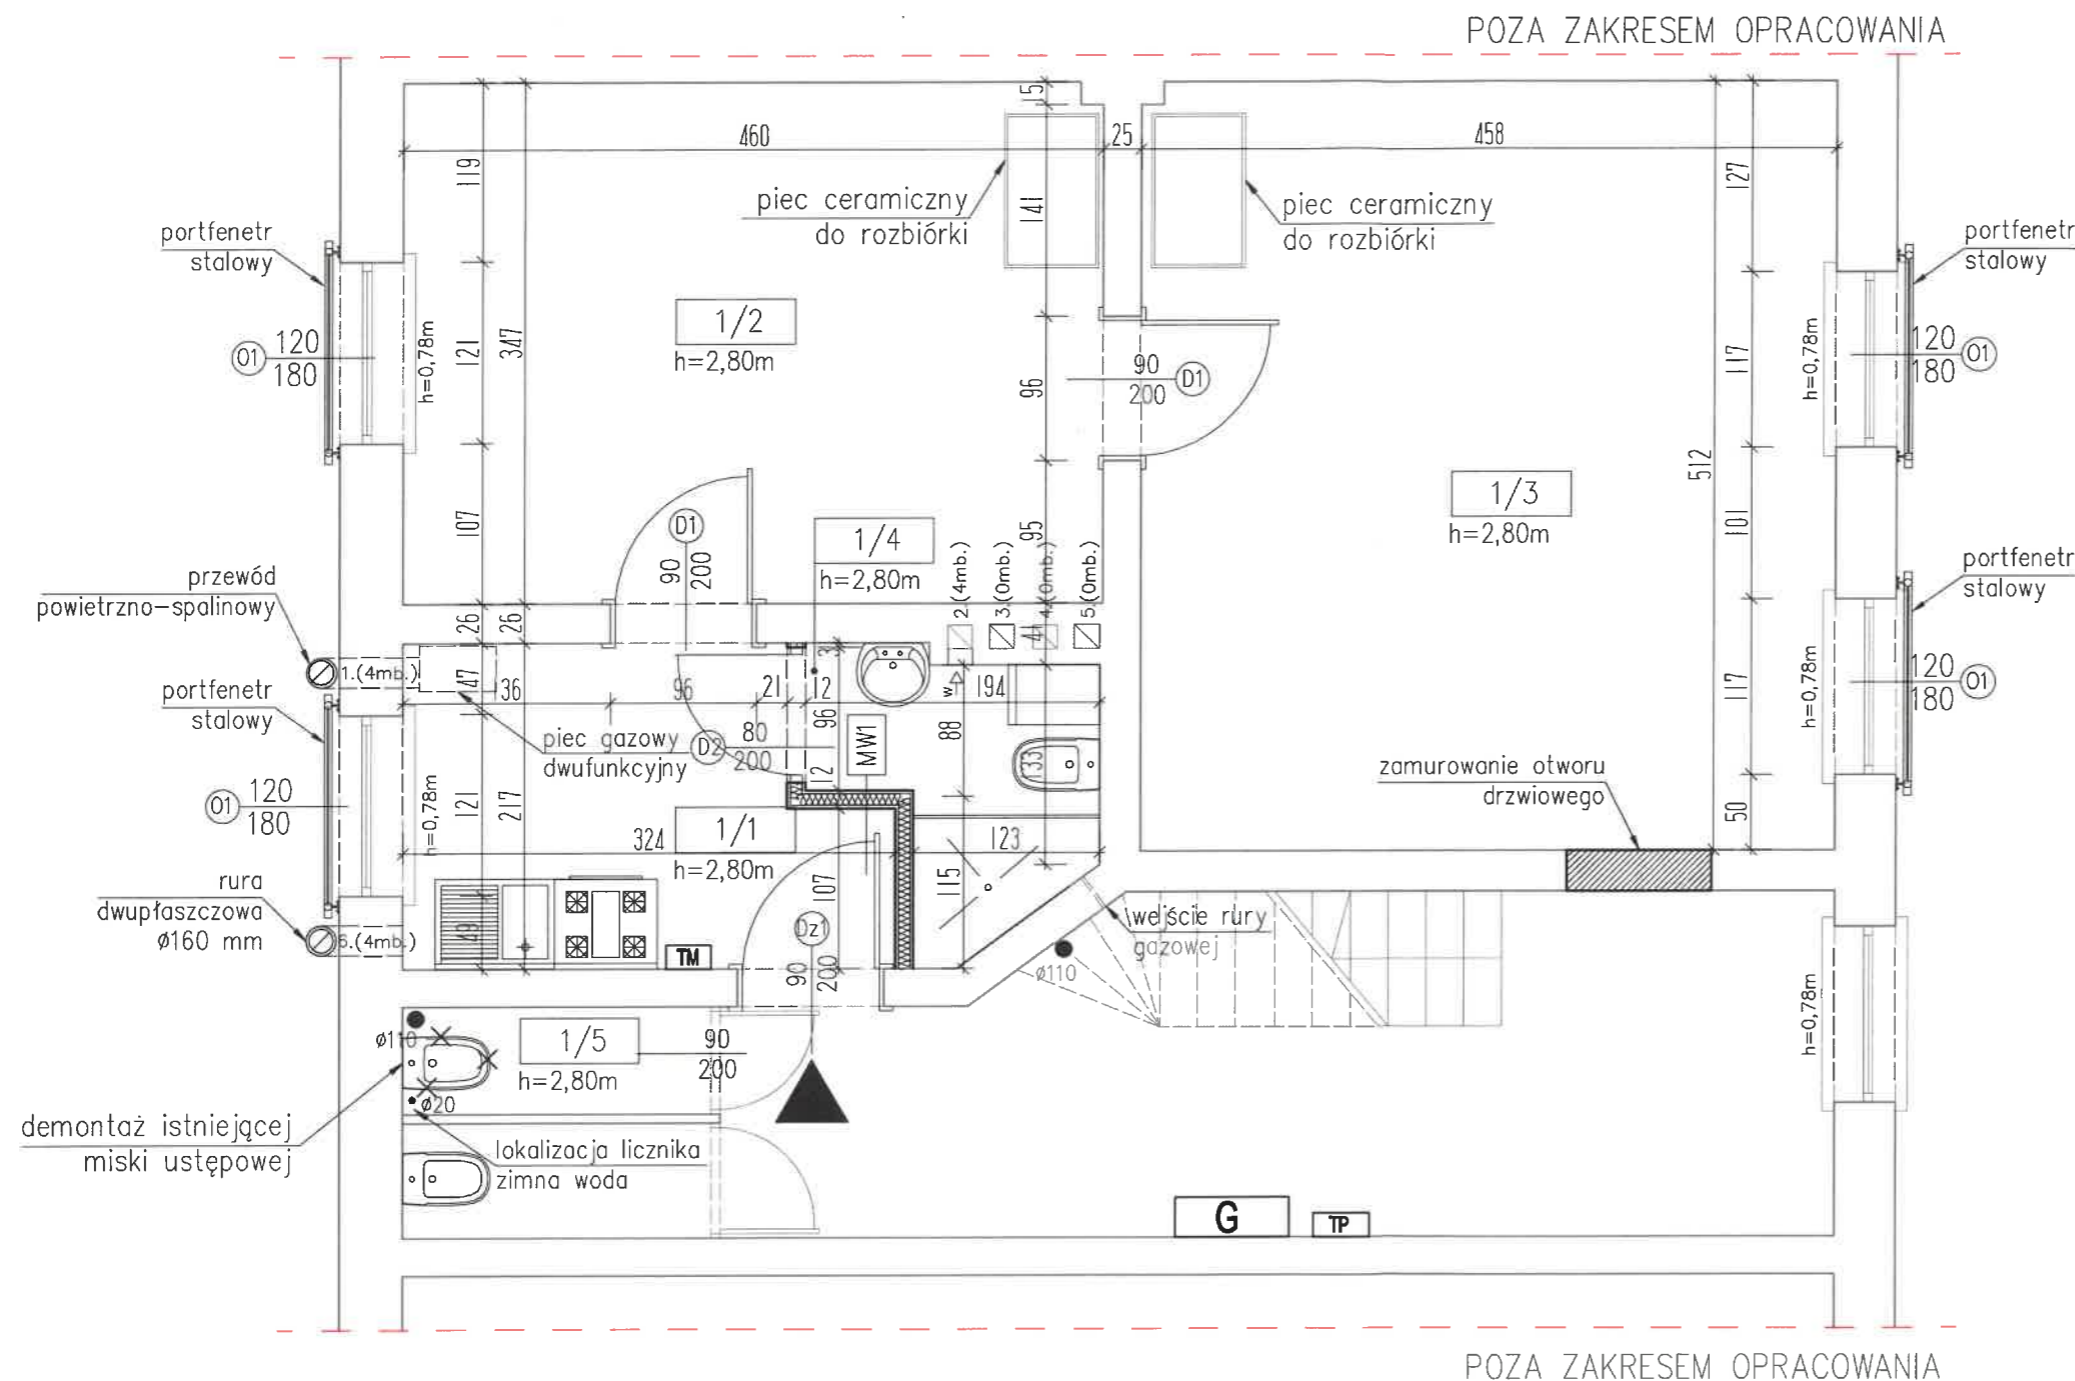 POZA ZAKRESEM OPRACOWANIA
15
460
25
458
119
127
141
piec ceramiczny
do rozbiórki
piec ceramiczny
do rozbiórki
portfenetr
stalowy
portfenetr
stalowy
1/2
h=2,80m
O1
120
180
h=0,78m
121
347
96
90
200
D1
117
h=0,78m
120
180
O1
512
1/3
h=2,80m
107
D1
90
200
1/4
h=2,80m
95
2.(4mb.)
3.(0mb.)
4.(0mb.)
5.(0mb.)
101
portfenetr
stalowy
przewód
powietrzno-spalinowy
26
26
41
3
1.(4mb.)
47
36
96
21
12
194
w
portfenetr
stalowy
piec gazowy
dwufunkcyjny
D2
80
200
96
12
MW1
88
133
117
h=0,78m
120
180
O1
zamurowanie otworu
drzwiowego
50
O1
120
180
h=0,78m
121
217
324
1/1
h=2,80m
123
107
115
rura
dwupłaszczowa
ø160 mm
6.(4mb.)
49
TM
Dz1
90
200
wejście rury
gazowej
ø110
ø110
1/5
h=2,80m
90
200
h=0,78m
ø20
demontaż istniejącej
miski ustępowej
lokalizacja licznika
zimna woda
G
TP
POZA ZAKRESEM OPRACOWANIA